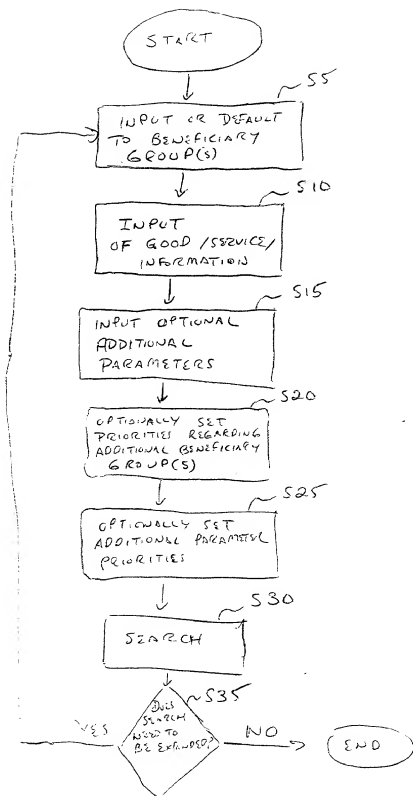 START
S5
INPUT OR DEFAULT
TO BENEFICIARY
GROUP(S)
S10
INPUT
OF GOOD/SERVICE/
INFORMATION
S15
INPUT OPTIONAL
ADDITIONAL
PARAMETERS
S20
OPTIONALLY SET
PRIORITIES REGARDING
ADDITIONAL BENEFICIARY
GROUP(S)
S25
OPTIONALLY SET
ADDITIONAL PARAMETER
PRIORITIES
S30
SEARCH
S35
DOES
SEARCH
NEED TO
BE EXPANDED?
YES
NO
END